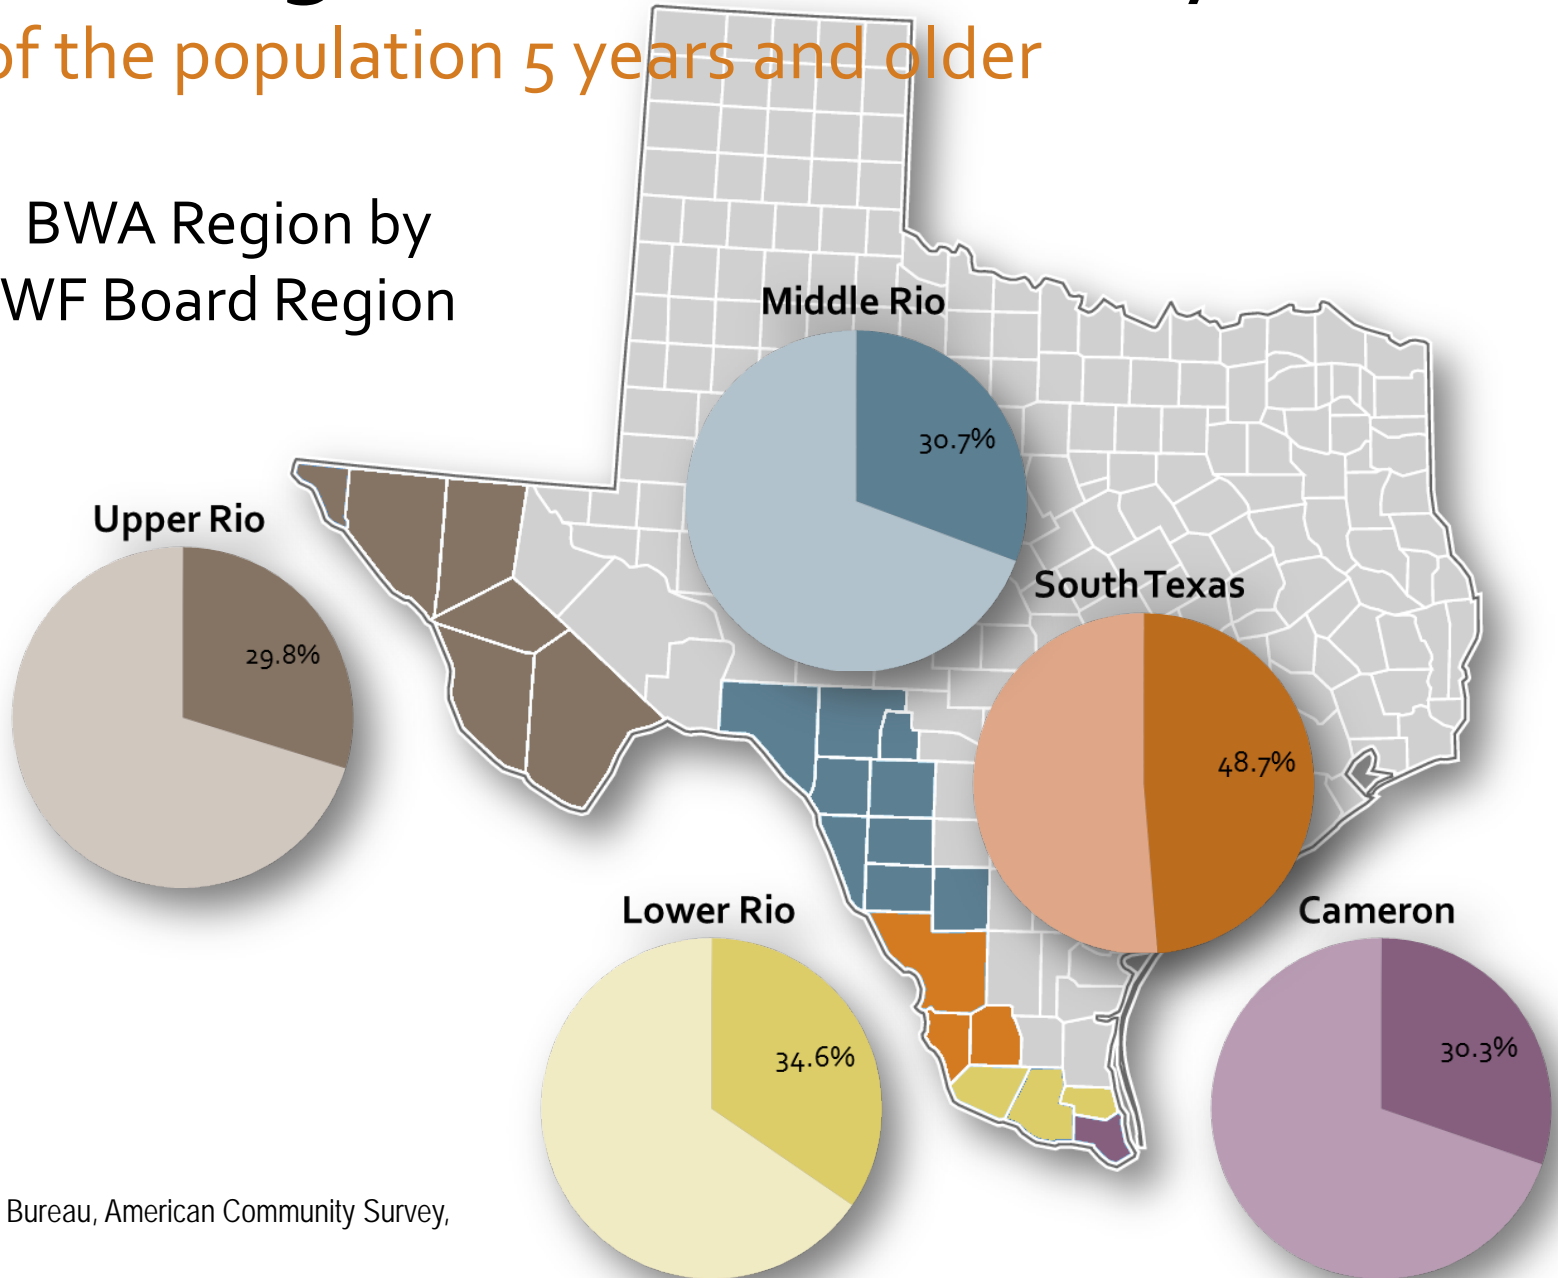 of the population 5 years and older
BWA Region by
WF Board Region
Middle Rio
30.7%
Upper Rio
29.8%
South Texas
48.7%
Lower Rio
34.6%
Cameron
30.3%
Bureau, American Community Survey,